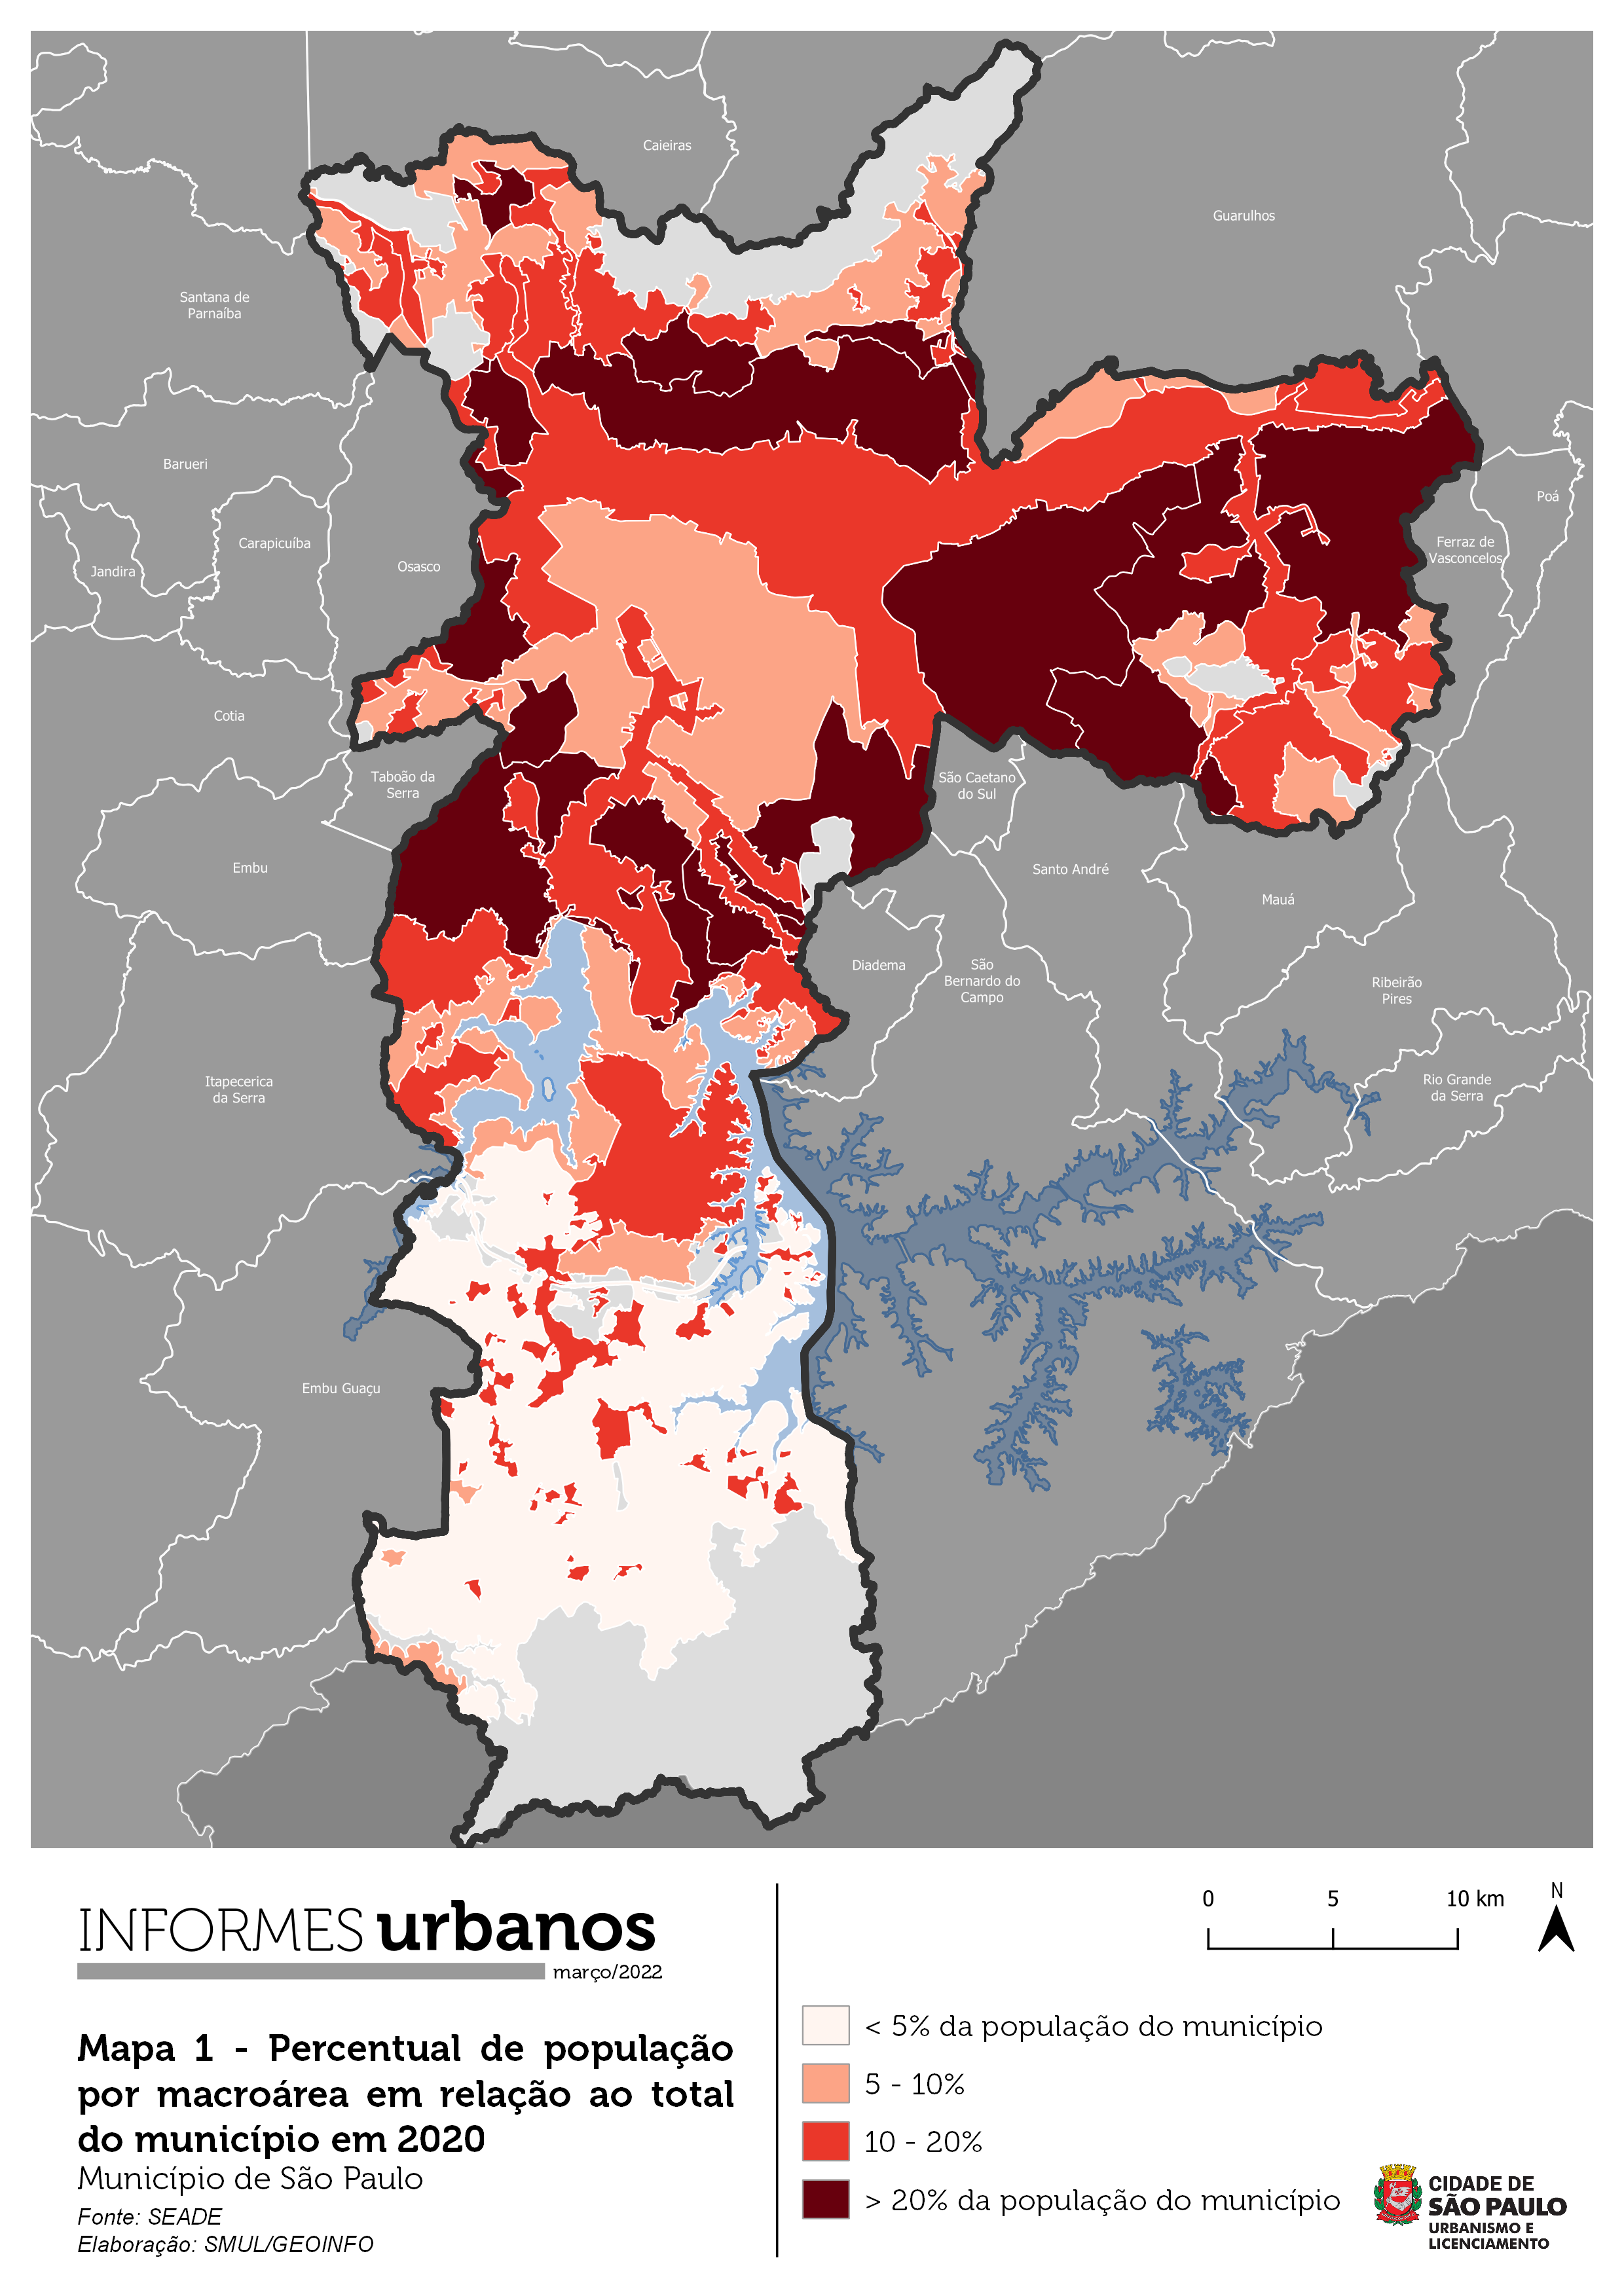 Caieiras
Guarulhos
Santana de
Parnaíba
Barueri
Poá
Carapicuíba
Ferraz de
Vasconcelos
Jandira
Osasco
Cotia
Taboão da
Serra
São Caetano
do Sul
Embu
Santo André
Mauá
Diadema
São
Bernardo do
Campo
Ribeirão
Pires
Itapecerica
da Serra
Rio Grande
da Serra
Embu Guaçu
INFORMES urbanos
março/2022
Mapa 1 - Percentual de população
por macroárea em relação ao total
do município em 2020
Município de São Paulo
Fonte: SEADE
Elaboração: SMUL/GEOINFO
0 5 10 km
N
< 5% da população do município
5 - 10%
10 - 20%
> 20% da população do município
CIDADE DE
SÃO PAULO
URBANISMO E
LICENCIAMENTO